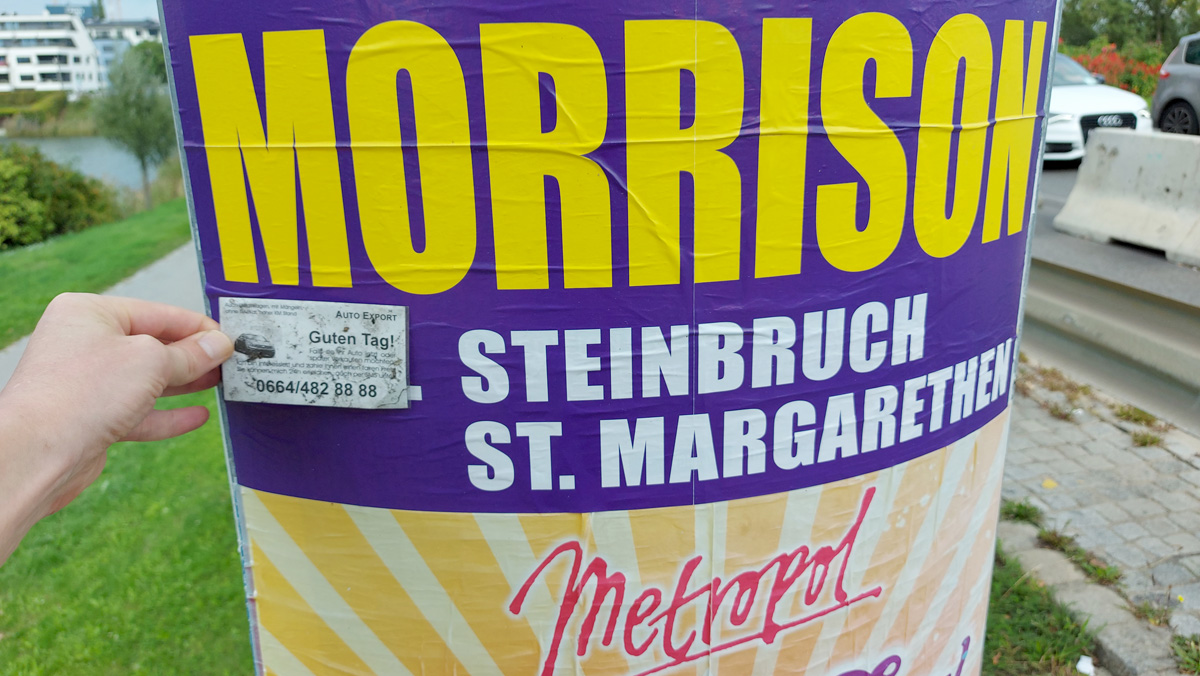 MORRISON
AUTO EXPORT
Guten Tag!
0664/482 88 88
STEINBRUCH
ST. MARGARETHEN
Metropol